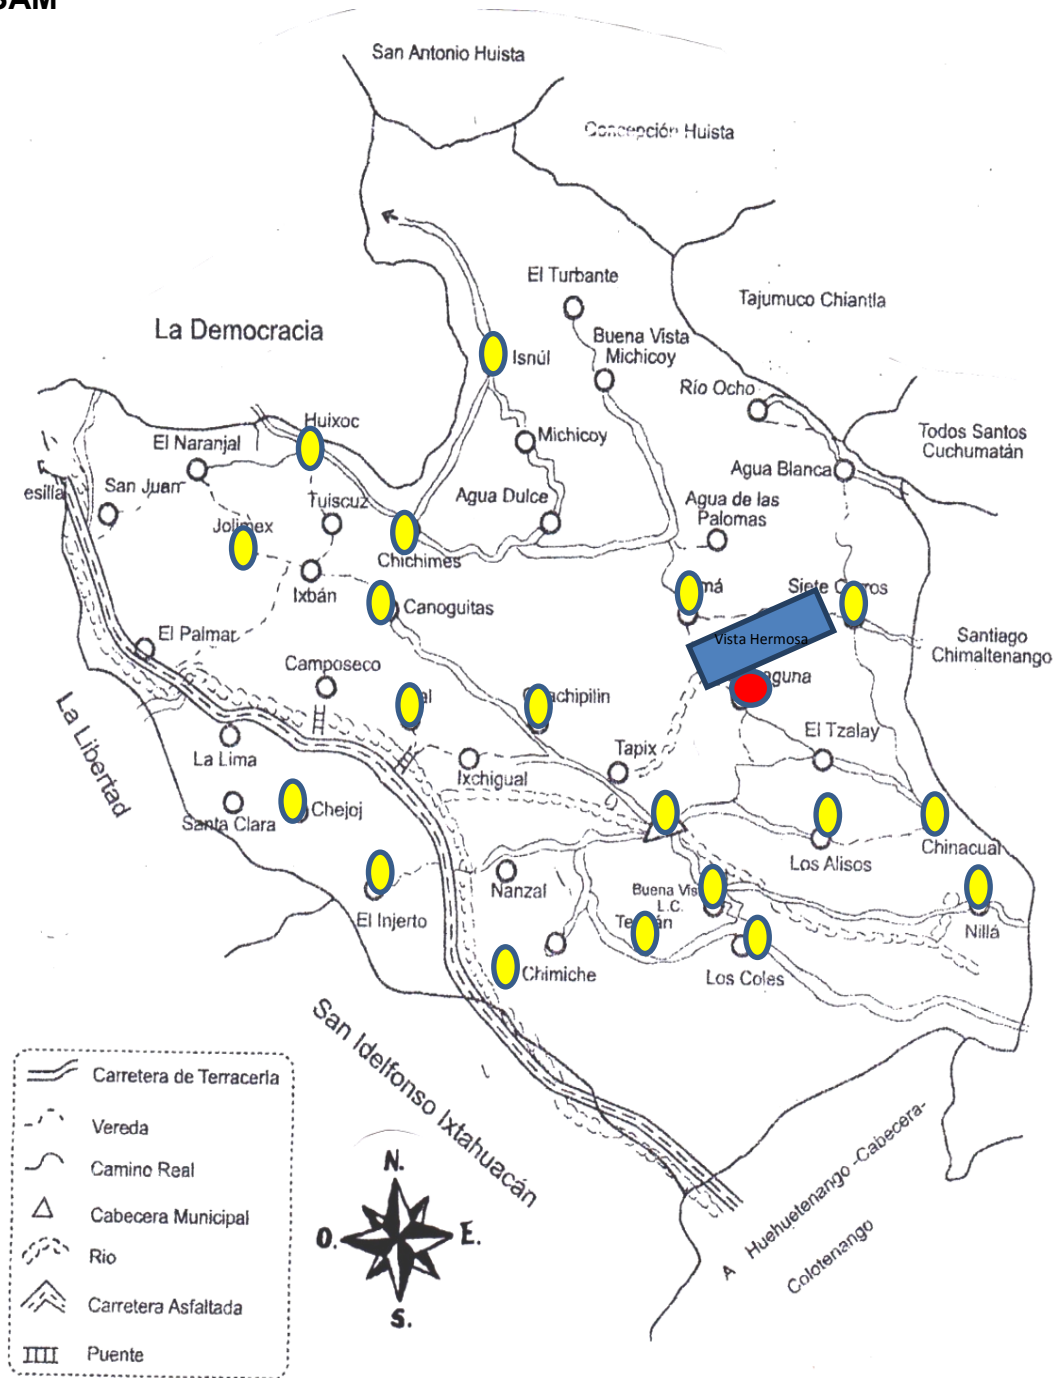 San Antonio Huista
Concepción Huista
El Turbante
Tajumuco Chiantla
La Democracia
Buena Vista
Michicoy
Isnúl
Río Ocho
Huixoc
El Naranjal
Michicoy
Todos Santos
Cuchumatán
Agua Blanca
San Juan
Tuiscuz
Agua Dulce
Agua de las
Palomas
Jolimex
Chichimes
Siete
Ixbán
Canoguitas
El Palmar
Vista Hermosa
Santiago
Chimaltenango
Camposeco
La Libertad
El Tzalay
La Lima
Ixchigual
Tapix
Santa Clara
Chejoj
Chinacual
Los Alisos
Nanzal
Buena
L.C.
El Injerto
Nillá
Chimiche
Los Coles
San Idelfonso Ixtahuacán
Carretera de Terracería
Vereda
Camino Real
Cabecera Municipal
Rio
Carretera Asfaltada
Puente
N.
O.
E.
S.
A Huehuetenango -Cabecera-
Colotenango